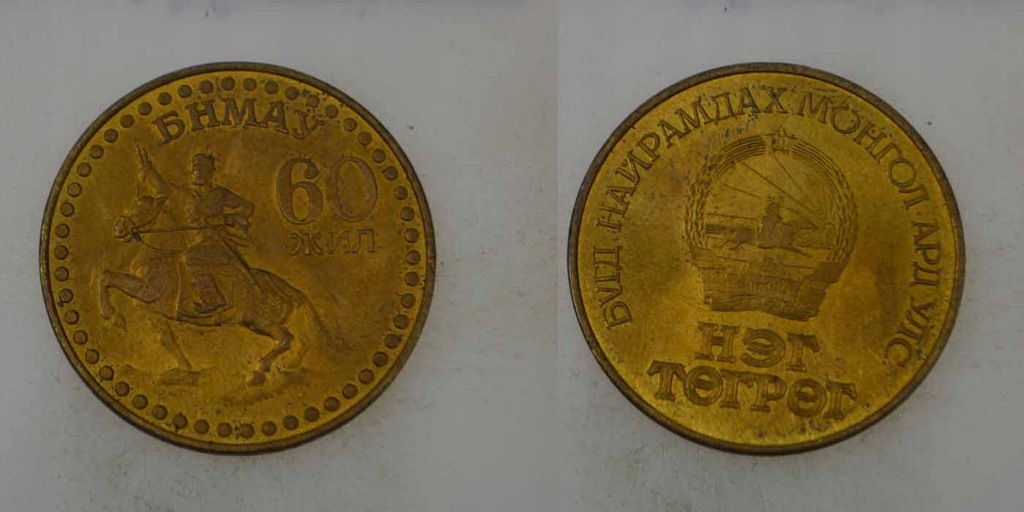 БНМАУ
60
ЖИЛ
БҮГД НАЙРАМДАХ МОНГОЛ АРД УЛС
НЭГ
ТӨГРӨГ